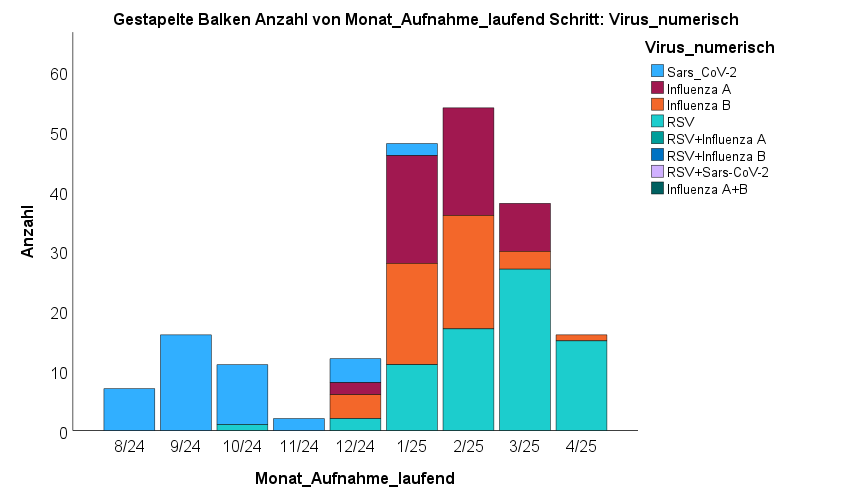 Gestapelte Balken Anzahl von Monat_Aufnahme_laufend Schritt: Virus_numerisch
Virus_numerisch
Sars_CoV-2
Influenza A
Influenza B
RSV
RSV+Influenza A
RSV+Influenza B
RSV+Sars-CoV-2
Influenza A+B
Anzahl
60
50
40
30
20
10
0
8/24 9/24 10/24 11/24 12/24 1/25 2/25 3/25 4/25
Monat_Aufnahme_laufend